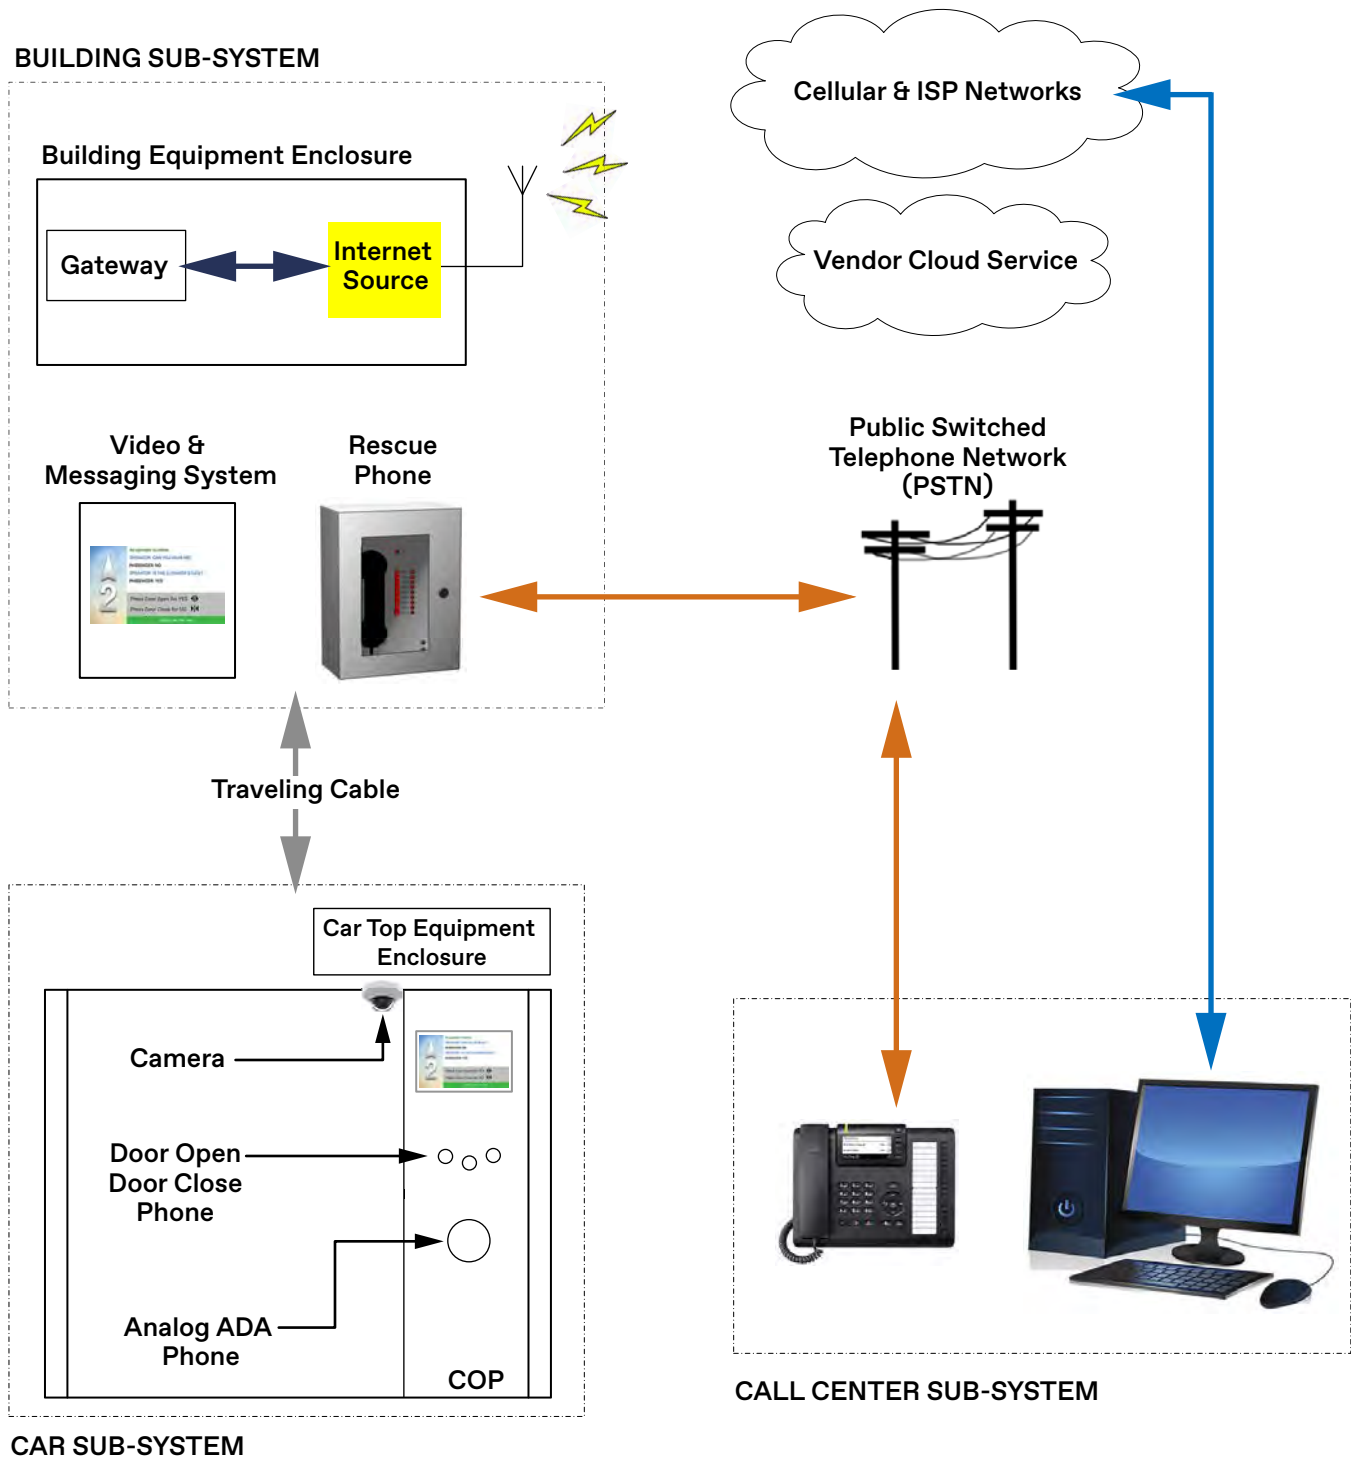 BUILDING SUB-SYSTEM
Building Equipment Enclosure
Gateway
Internet
Source
Cellular & ISP Networks
Vendor Cloud Service
Video &
Messaging System
Rescue
Phone
2
Public Switched
Telephone Network
(PSTN)
Traveling Cable
Car Top Equipment
Enclosure
Camera
2
Door Open
Door Close
Phone
Analog ADA
Phone
COP
CAR SUB-SYSTEM
CALL CENTER SUB-SYSTEM